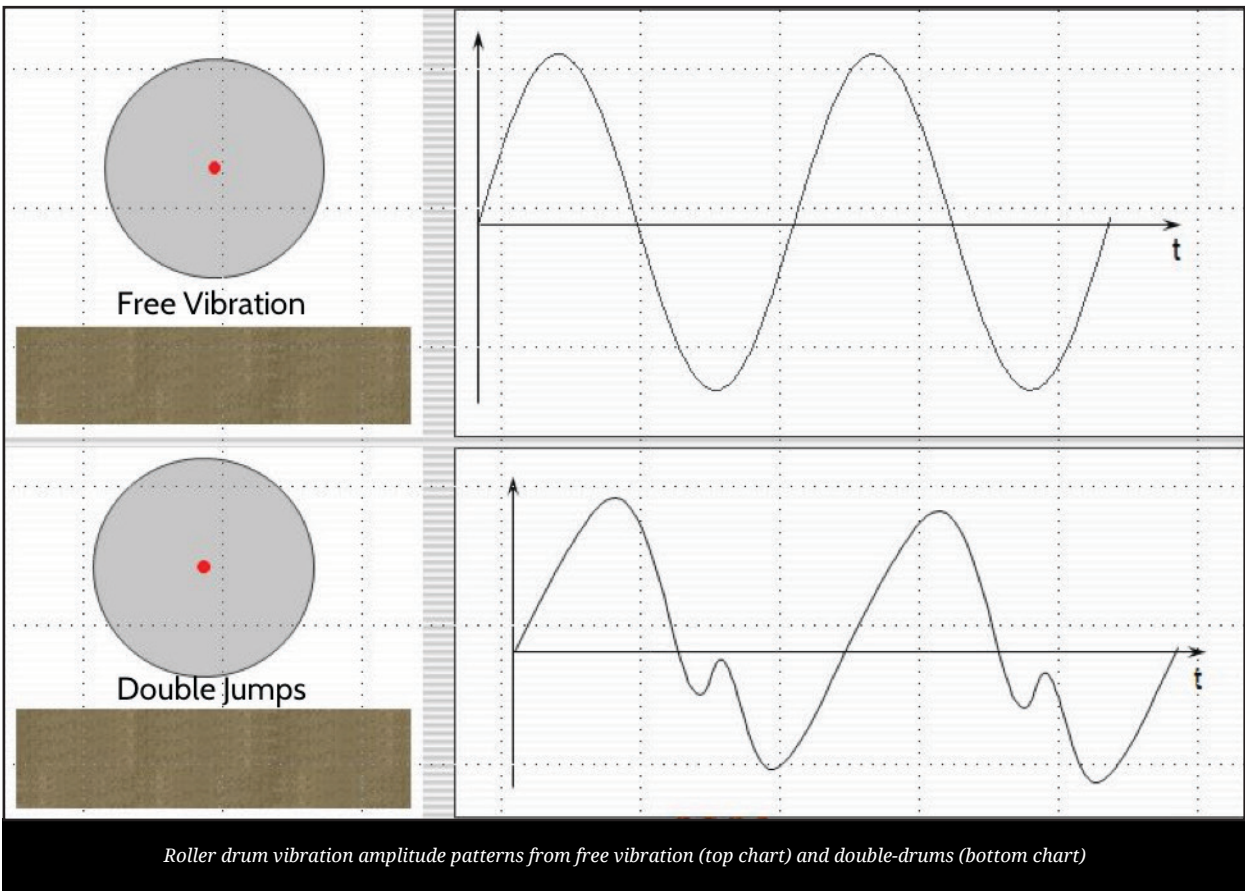 Free Vibration
t
Double Jumps
t
Roller drum vibration amplitude patterns from free vibration (top chart) and double-drums (bottom chart)